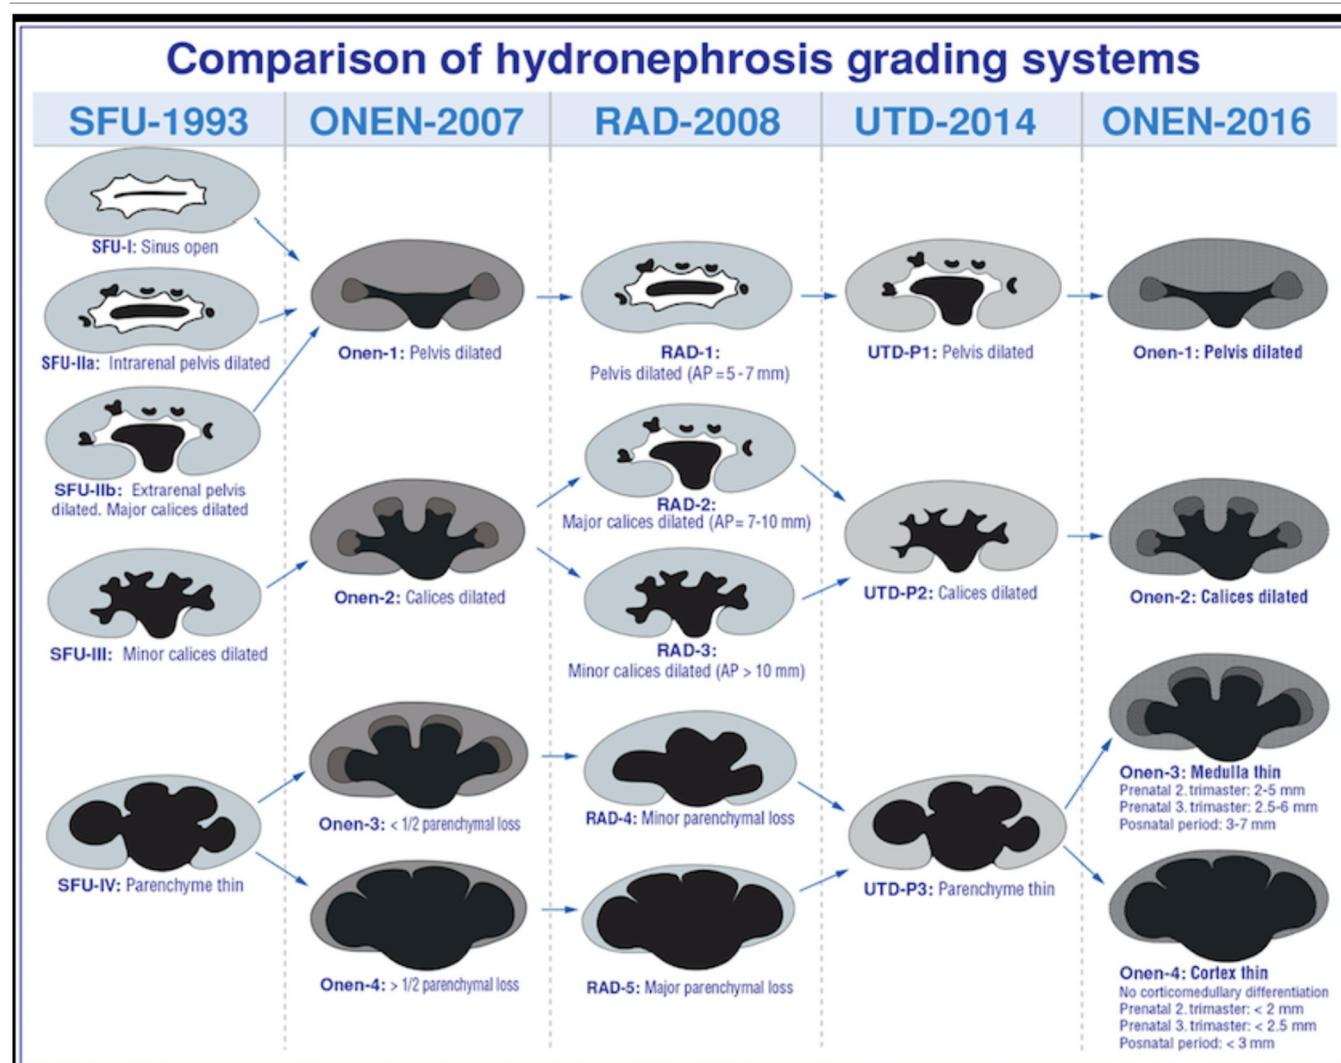 Comparison of hydronephrosis grading systems
SFU-1993
ONEN-2007
RAD-2008
UTD-2014
ONEN-2016
SFU-I: Sinus open
SFU-IIa: Intrarenal pelvis dilated
SFU-IIb: Extrarenal pelvis
dilated. Major calices dilated
SFU-III: Minor calices dilated
SFU-IV: Parenchyme thin
Onen-1: Pelvis dilated
Onen-2: Calices dilated
Onen-3: < 1/2 parenchymal loss
Onen-4: > 1/2 parenchymal loss
RAD-1:
Pelvis dilated (AP = 5 - 7 mm)
RAD-2:
Major calices dilated (AP= 7-10 mm)
RAD-3:
Minor calices dilated (AP > 10 mm)
RAD-4: Minor parenchymal loss
RAD-5: Major parenchymal loss
UTD-P1: Pelvis dilated
UTD-P2: Calices dilated
UTD-P3: Parenchyme thin
Onen-1: Pelvis dilated
Onen-2: Calices dilated
Onen-3: Medulla thin
Prenatal 2. trimaster: 2-5 mm
Prenatal 3. trimaster: 2.5-6 mm
Posnatal period: 3-7 mm
Onen-4: Cortex thin
No corticomedullary differentiation
Prenatal 2. trimaster: < 2 mm
Prenatal 3. trimaster: < 2.5 mm
Posnatal period: < 3 mm